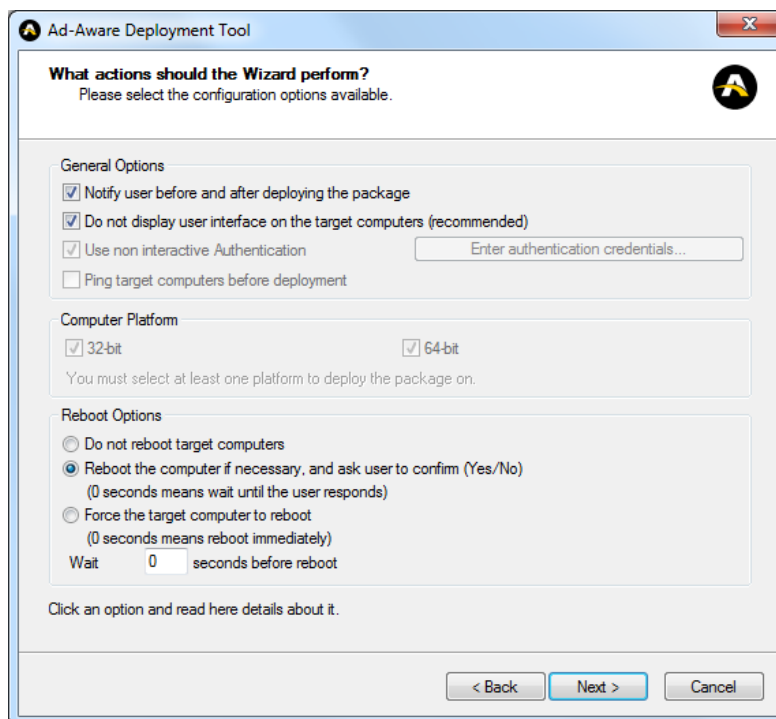 Ad-Aware Deployment Tool
What actions should the Wizard perform?
Please select the configuration options available.
General Options
Notify user before and after deploying the package
Do not display user interface on the target computers (recommended)
Use non interactive Authentication
Enter authentication credentials...
Ping target computers before deployment
Computer Platform
32-bit
64-bit
You must select at least one platform to deploy the package on.
Reboot Options
Do not reboot target computers
Reboot the computer if necessary, and ask user to confirm (Yes/No)
(0 seconds means wait until the user responds)
Force the target computer to reboot
(0 seconds means reboot immediately)
Wait 0 seconds before reboot
Click an option and read here details about it.
< Back Next > Cancel